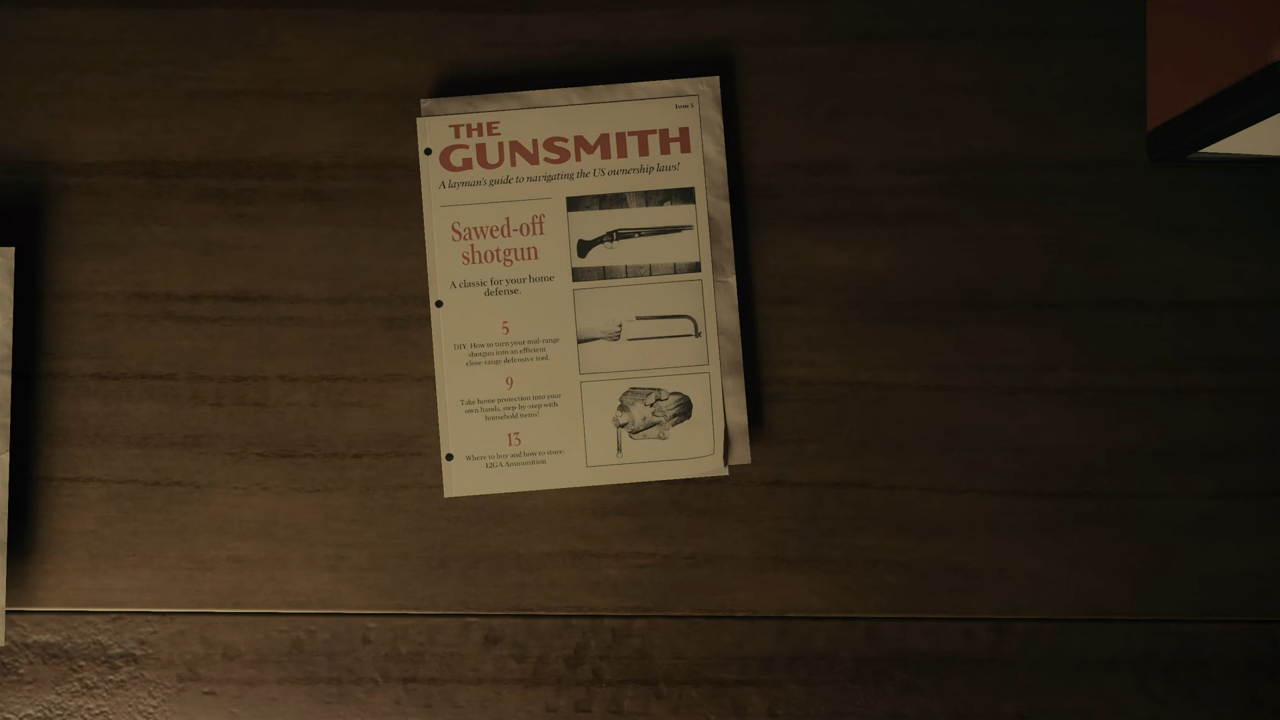 Issue 5
THE
GUNSMITH
A layman's guide to navigating the US ownership laws!
Sawed-off
shotgun
A classic for your home
defense.
5
DIY: How to turn your mid-range
shotgun into an efficient
close-range defensive tool.
9
Take home protection into your
own hands, step-by-step with
household items!
13
Where to buy and how to store:
12GA Ammunition